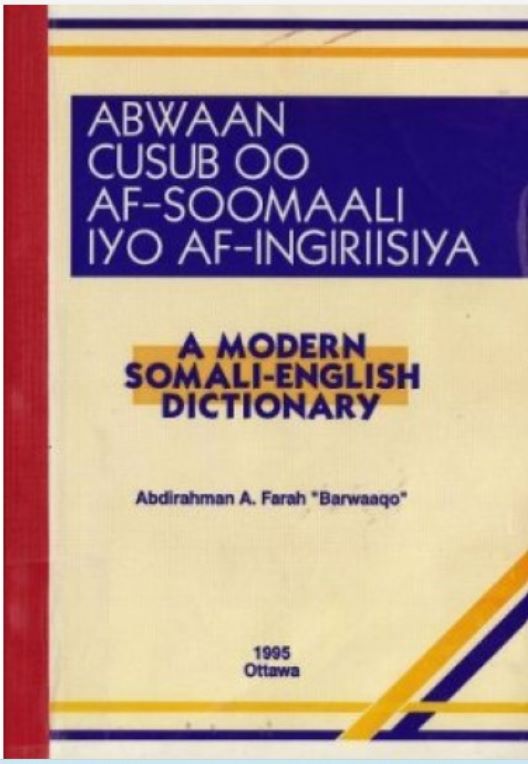 ABWAAN
CUSUB OO
AF-SOOMAALI
IYO AF-INGIRIISIYA
A MODERN
SOMALI-ENGLISH
DICTIONARY
Abdirahman A. Farah "Barwaaqo"
1995
Ottawa